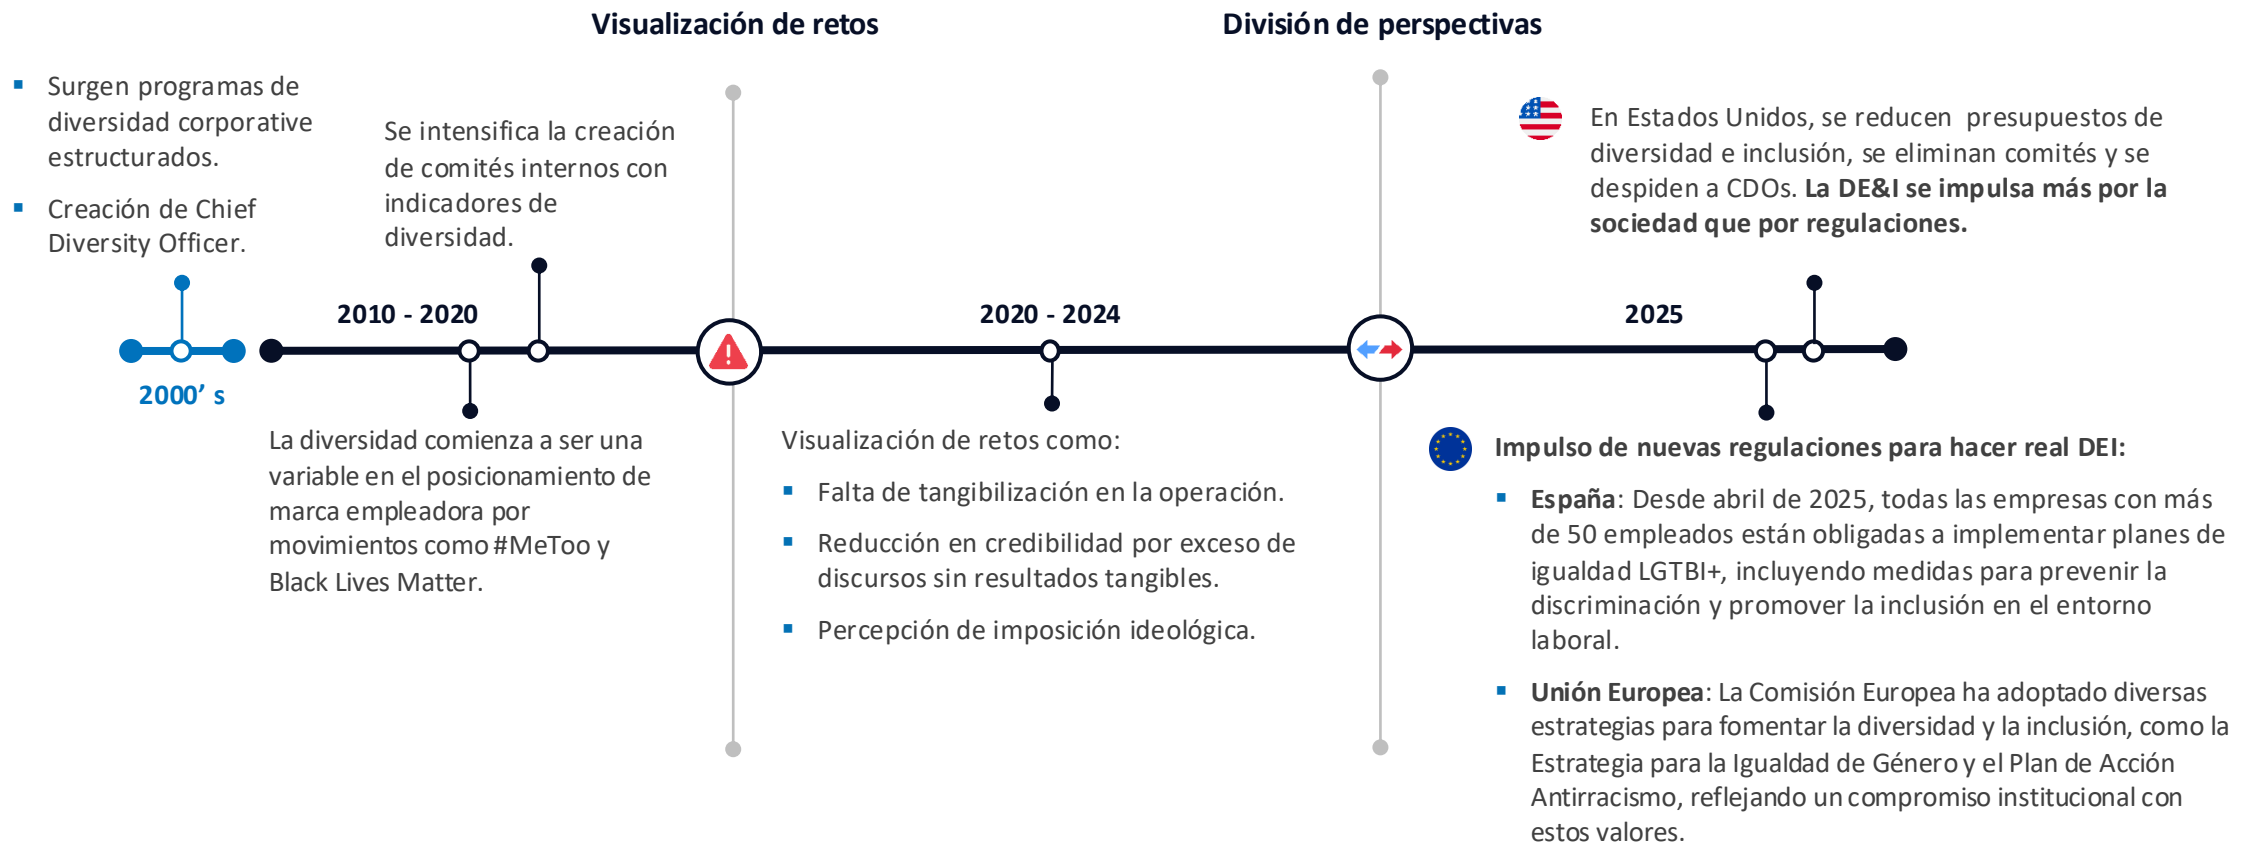 Visualización de retos
División de perspectivas
Surgen programas de
diversidad corporative
estructurados.
Creación de Chief
Diversity Officer.
2000’ s
Se intensifica la creación
de comités internos con
indicadores de
diversidad.
2010 - 2020
La diversidad comienza a ser una
variable en el posicionamiento de
marca empleadora por
movimientos como #MeToo y
Black Lives Matter.
2020 - 2024
Visualización de retos como:
Falta de tangibilización en la operación.
Reducción en credibilidad por exceso de
discursos sin resultados tangibles.
Percepción de imposición ideológica.
En Estados Unidos, se reducen presupuestos de
diversidad e inclusión, se eliminan comités y se
despiden a CDOs. La DE&I se impulsa más por la
sociedad que por regulaciones.
2025
Impulso de nuevas regulaciones para hacer real DEI:
España: Desde abril de 2025, todas las empresas con más
de 50 empleados están obligadas a implementar planes de
igualdad LGTBI+, incluyendo medidas para prevenir la
discriminación y promover la inclusión en el entorno
laboral.
Unión Europea: La Comisión Europea ha adoptado diversas
estrategias para fomentar la diversidad y la inclusión, como la
Estrategia para la Igualdad de Género y el Plan de Acción
Antirracismo, reflejando un compromiso institucional con
estos valores.